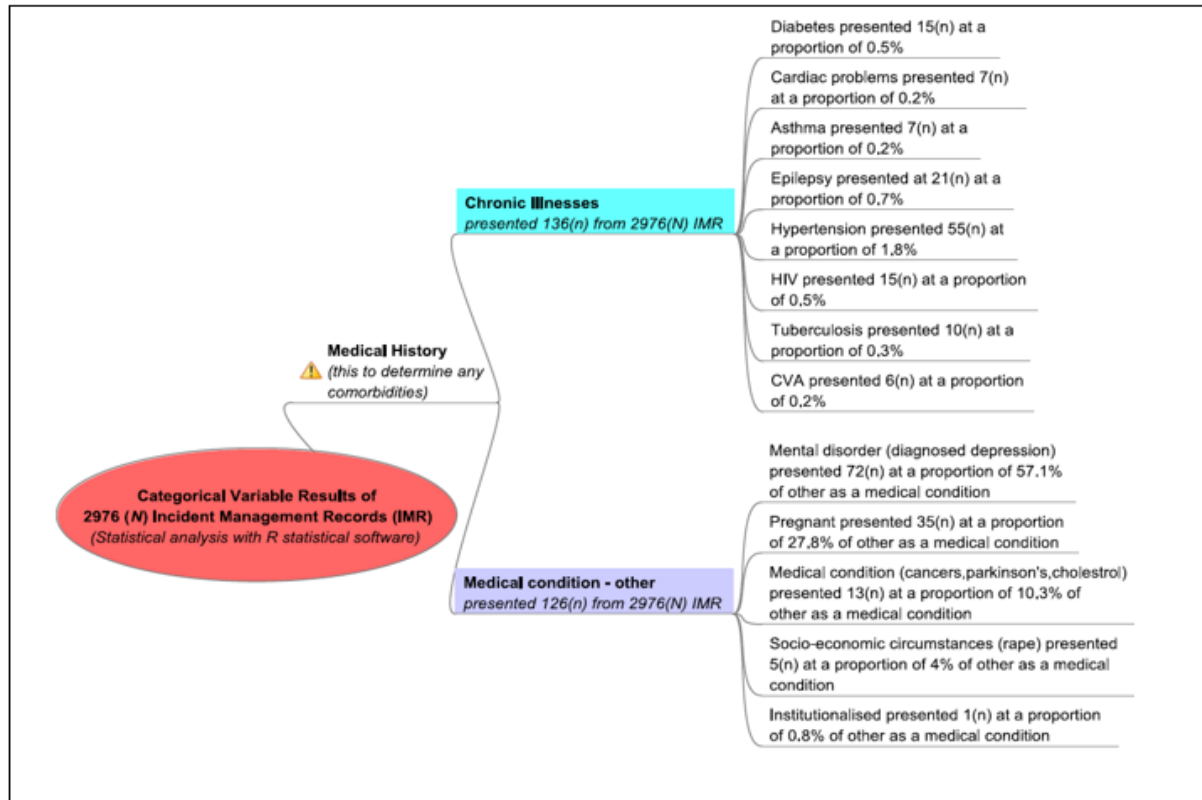 Diabetes presented 15(n) at a
proportion of 0.5%
Cardiac problems presented 7(n)
at a proportion of 0.2%
Asthma presented 7(n) at a
proportion of 0.2%
Epilepsy presented at 21(n) at a
proportion of 0.7%
Hypertension presented 55(n) at
a proportion of 1.8%
HIV presented 15(n) at a proportion
of 0.5%
Tuberculosis presented 10(n) at a
proportion of 0.3%
CVA presented 6(n) at a proportion
of 0.2%
Chronic Illnesses
presented 136(n) from 2976(N) IMR
Medical History
(this to determine any
comorbidities)
Categorical Variable Results of
2976 (N) Incident Management Records (IMR)
(Statistical analysis with R statistical software)
Medical condition - other
presented 126(n) from 2976(N) IMR
Mental disorder (diagnosed depression)
presented 72(n) at a proportion of 57.1%
of other as a medical condition
Pregnant presented 35(n) at a proportion
of 27.8% of other as a medical condition
Medical condition (cancers,parkinson's,cholestrol)
presented 13(n) at a proportion of 10.3% of
other as a medical condition
Socio-economic circumstances (rape) presented
5(n) at a proportion of 4% of other as a medical
condition
Institutionalised presented 1(n) at a proportion
of 0.8% of other as a medical condition